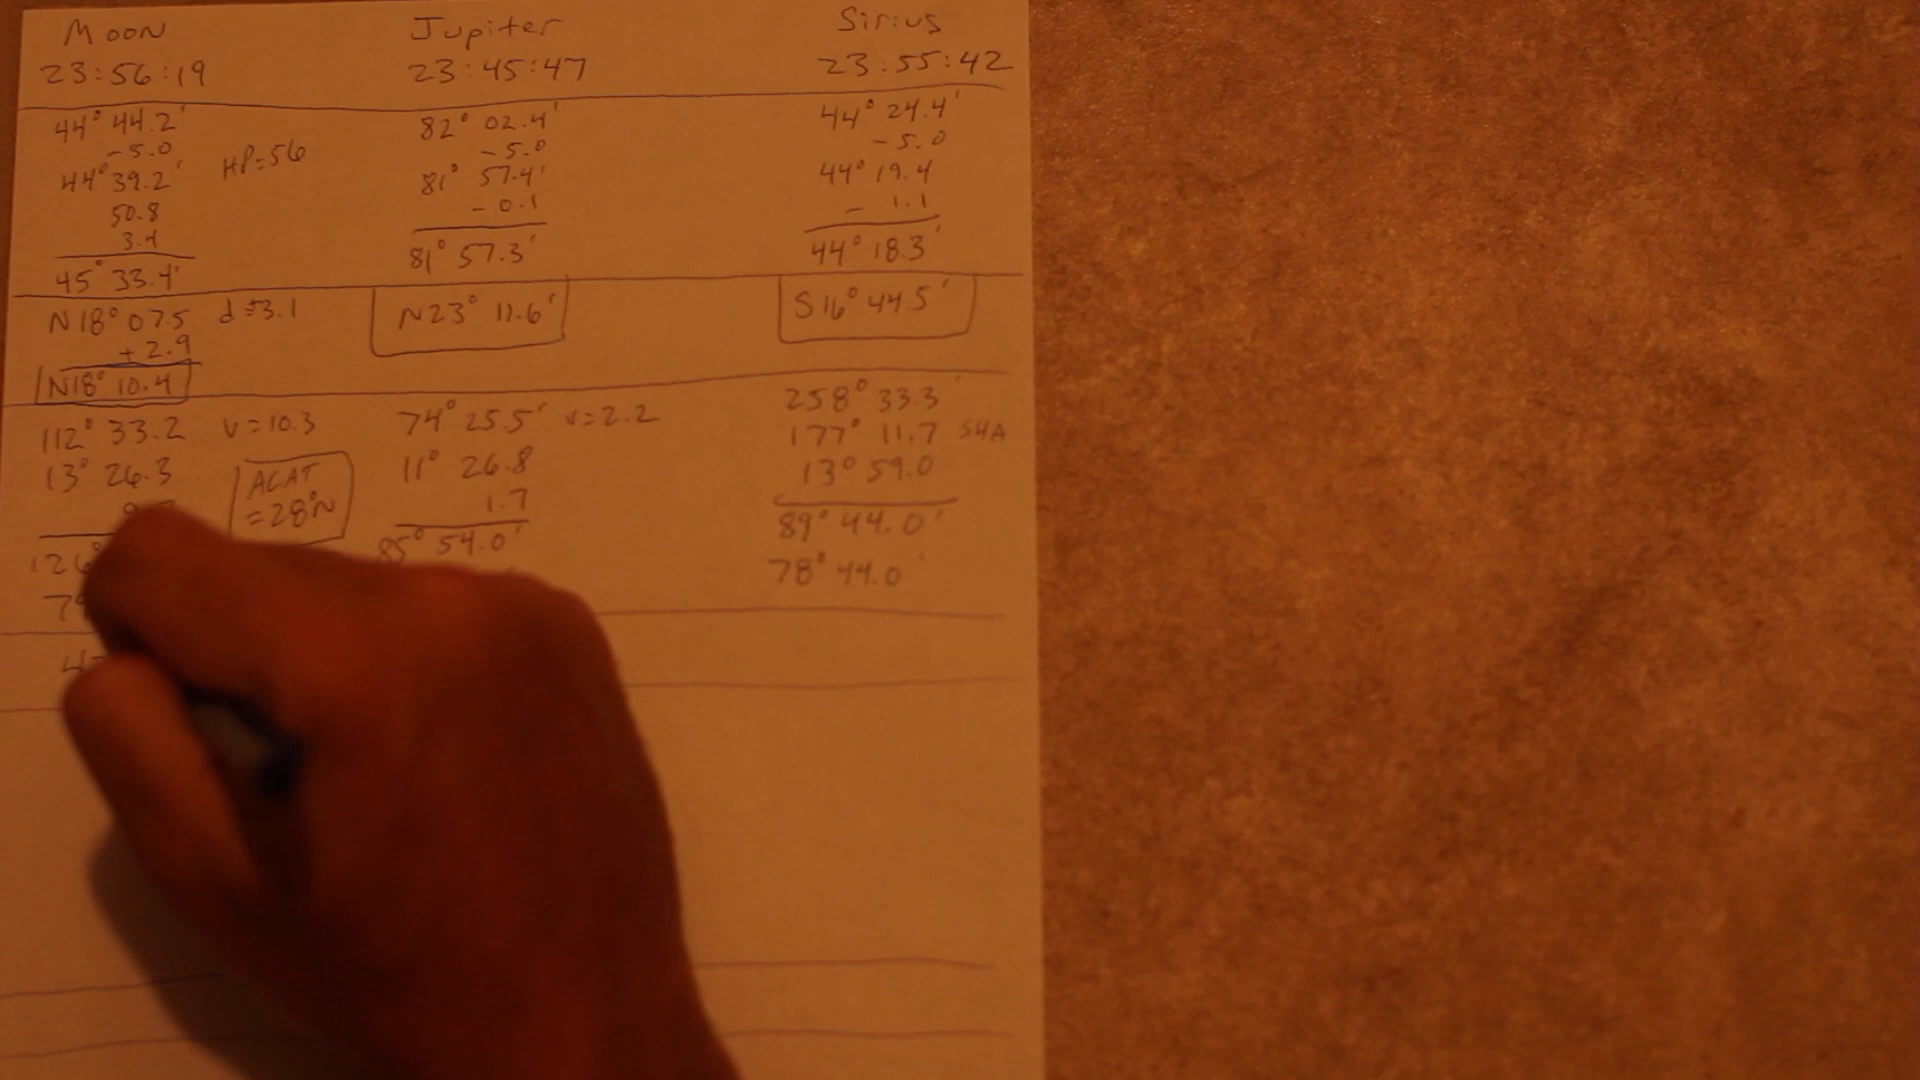 Moon
23:56:19
44° 44.2'
-5.0
44° 39.2'
HP=56
50.8
3.4
45° 33.4'
N18° 07.5
d=+3.1
+2.9
N18° 10.4
112° 33.2
v=10.3
13° 26.3
ALAT
=28°N
Jupiter
23:45:47
82° 02.4'
-5.0
81° 57.4'
-0.1
81° 57.3'
N23° 11.6'
74° 25.5' v=2.2
11° 26.8
1.7
85° 54.0'
Sirius
23:55:42
44° 24.4'
-5.0
44° 19.4
- 1.1
44° 18.3'
S16° 44.5'
258° 33.3'
177° 11.7 SHA
13° 59.0
89° 44.0'
78° 44.0'